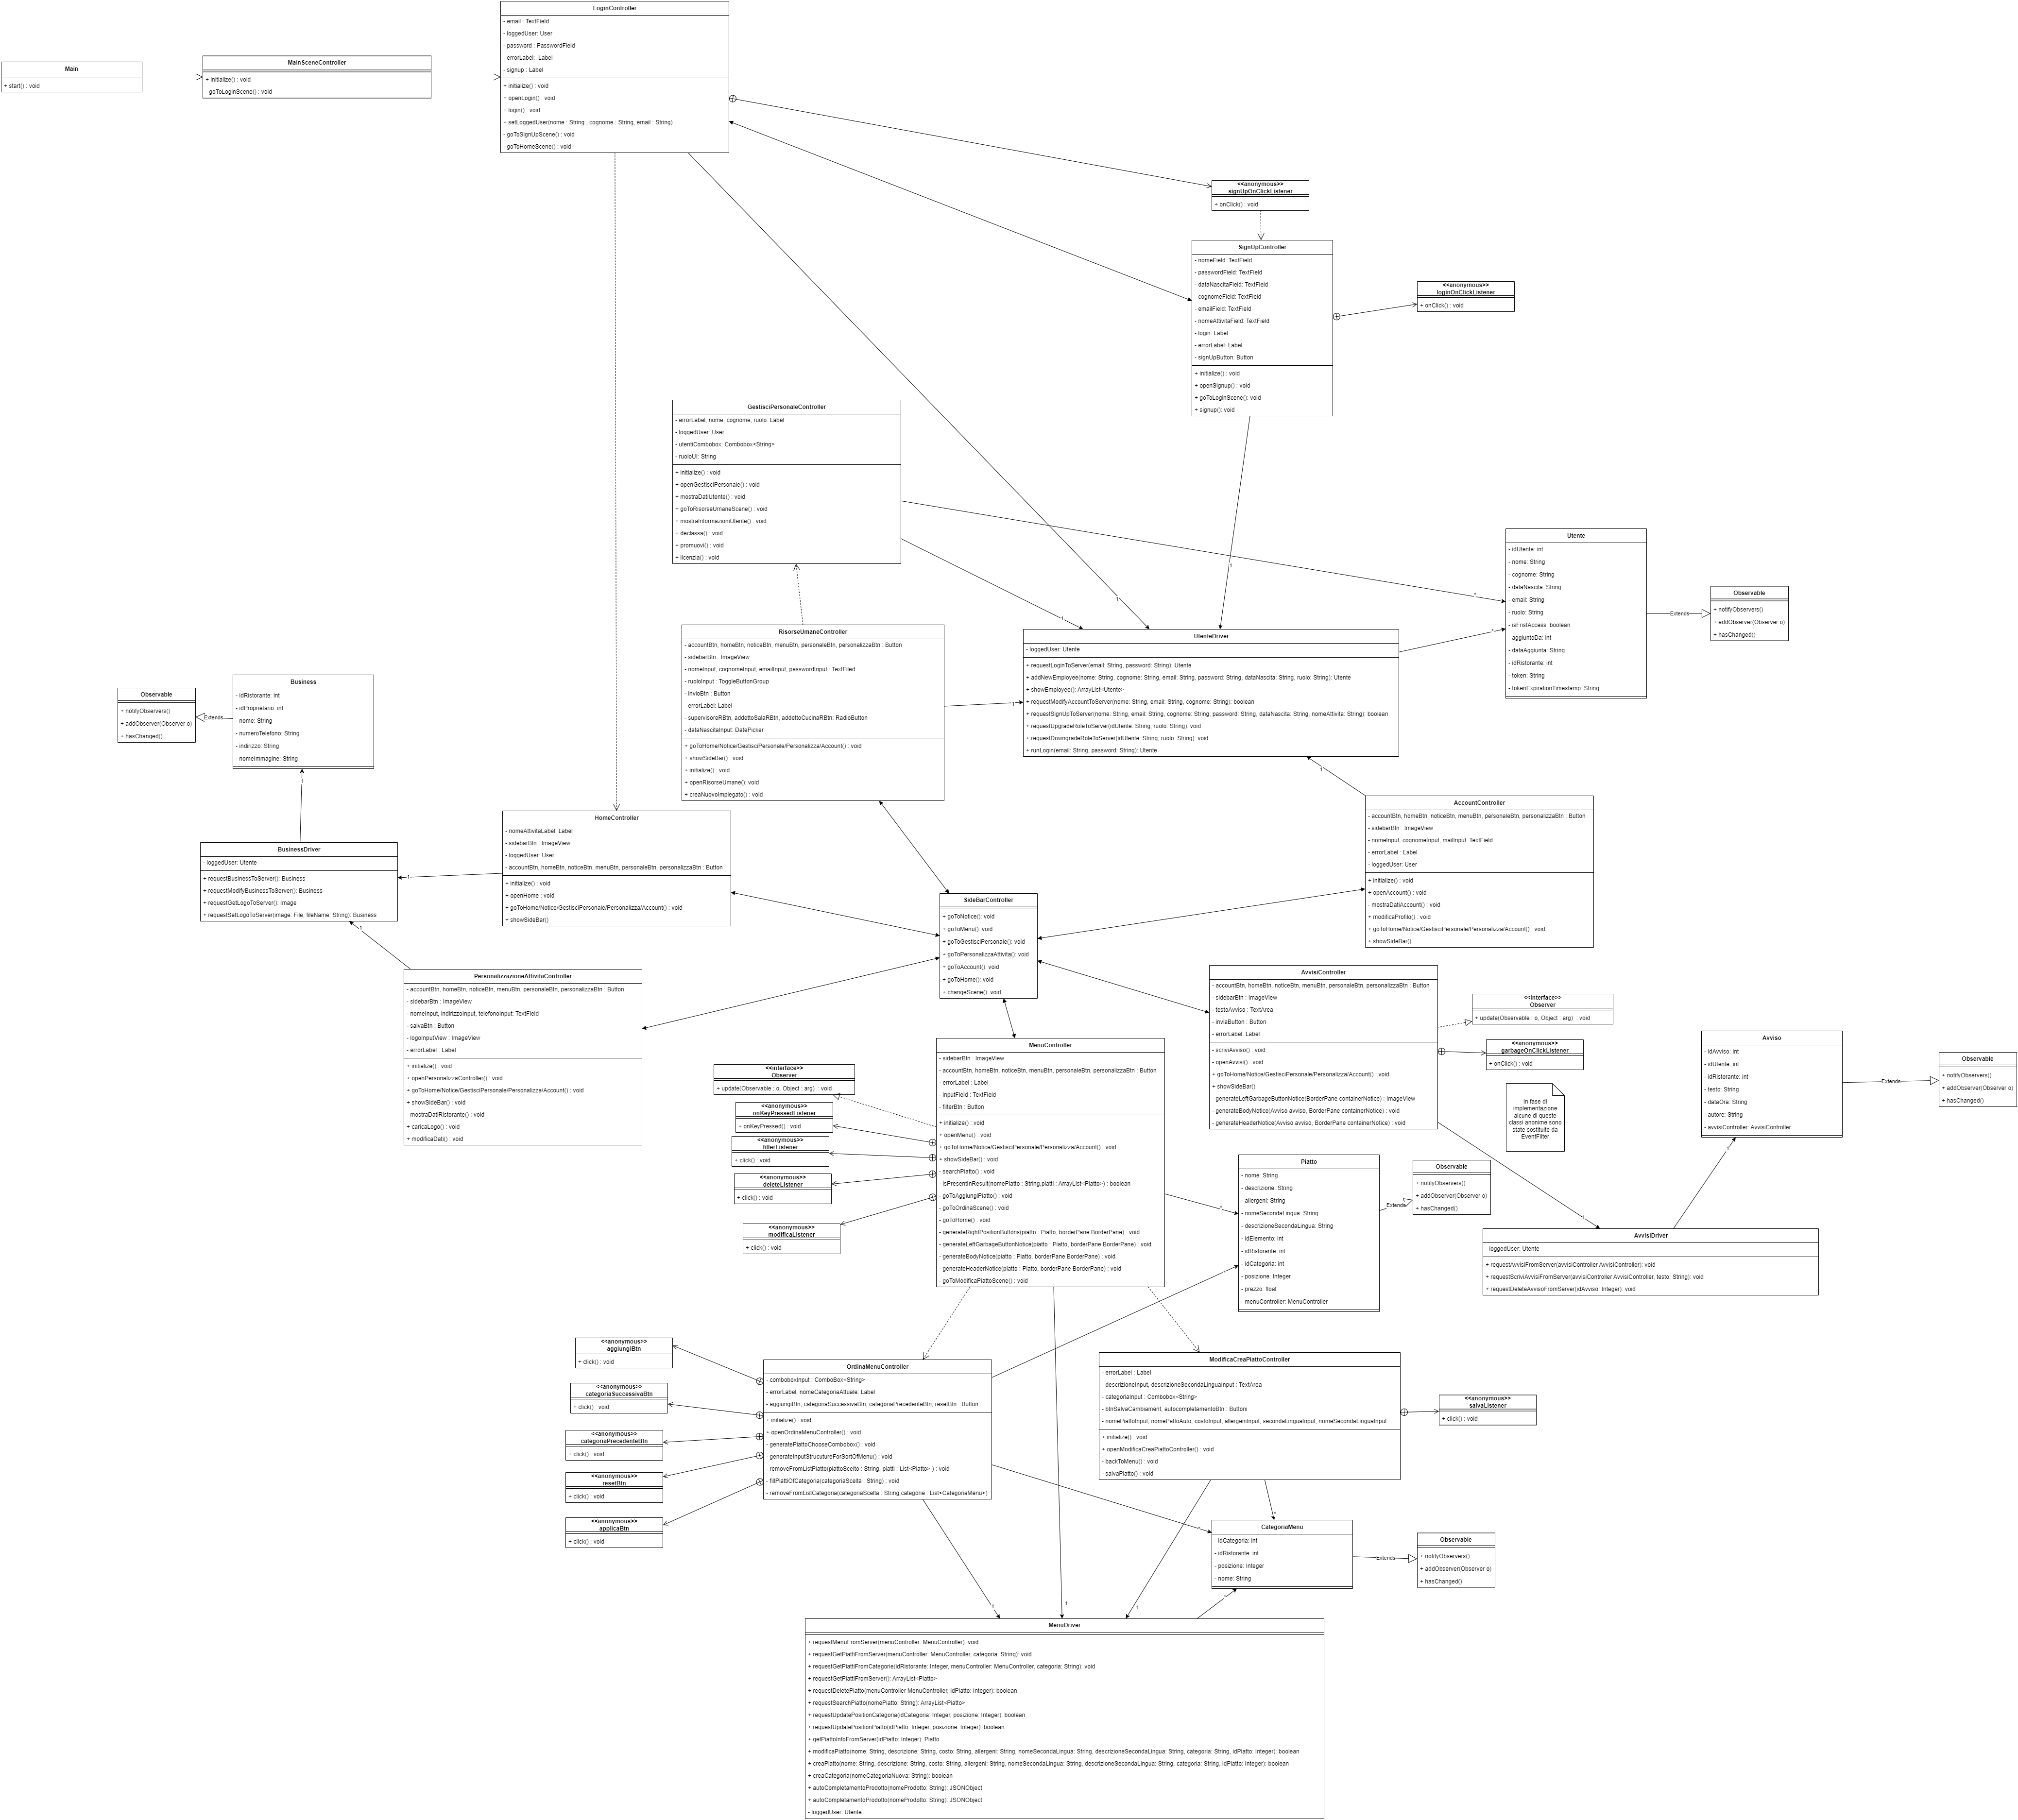 LoginController
- email : TextField
- loggedUser: User
- password : PasswordField
- errorLabel: Label
- signup : Label
+ initialize() : void
+ openLogin() : void
+ login() : void
+ setLoggedUser(nome : String , cognome : String, email : String)
- goToSignUpScene() : void
- goToHomeScene() : void
Main
+ start() : void
MainSceneController
+ initialize() : void
- goToLoginScene() : void
<<anonymous>>
signUpOnClickListener
+ onClick() : void
SignUpController
- nomeField: TextField
- passwordField: TextField
- dataNascitaField: TextField
- cognomeField: TextField
- emailField: TextField
- nomeAttivitaField: TextField
- login: Label
- errorLabel: Label
- signUpButton: Button
+ initialize() : void
+ openSignup() : void
+ goToLoginScene(): void
+ signup(): void
<<anonymous>>
loginOnClickListener
+ onClick() : void
GestisciPersonaleController
- errorLabel, nome, cognome, ruolo: Label
- loggedUser: User
- utentiCombobox: Combobox<String>
- ruoloUI: String
+ initialize() : void
+ openGestisciPersonale() : void
+ mostraDatiUtente() : void
+ goToRisorseUmaneScene() : void
+ mostraInformazioniUtente() : void
+ declassa() : void
+ promuovi() : void
+ licenzia() : void
1
1
1
*
Utente
- idUtente: int
- nome: String
- cognome: String
- dataNascita: String
- email: String
- ruolo: String
- isFristAccess: boolean
- aggiuntoDa: int
- dataAggiunta: String
- idRistorante: int
- token: String
- tokenExpirationTimestamp: String
Extends
Observable
+ notifyObservers()
+ addObserver(Observer o)
+ hasChanged()
RisorseUmaneController
- accountBtn, homeBtn, noticeBtn, menuBtn, personaleBtn, personalizzaBtn : Button
- sidebarBtn : ImageView
- nomeInput, cognomeInput, emailInput, passwordInput : TextFiled
- ruoloInput : ToggleButtonGroup
- invioBtn : Button
- errorLabel: Label
- supervisoreRBtn, addettoSalaRBtn, addettoCucinaRBtn: RadioButton
- dataNascitaInput: DatePicker
+ goToHome/Notice/GestisciPersonale/Personalizza/Account() : void
+ showSideBar() : void
+ initialize() : void
+ openRisorseUmane(): void
+ creaNuovoImpiegato() : void
1
UtenteDriver
- loggedUser: Utente
+ requestLoginToServer(email: String, password: String): Utente
+ addNewEmployee(nome: String, cognome: String, email: String, password: String, dataNascita: String, ruolo: String): Utente
+ showEmployee(): ArrayList<Utente>
+ requestModifyAccountToServer(nome: String, email: String, cognome: String): boolean
+ requestSignUpToServer(nome: String, email: String, cognome: String, password: String, dataNascita: String, nomeAttivita: String): boolean
+ requestUpgradeRoleToServer(idUtente: String, ruolo: String): void
+ requestDowngradeRoleToServer(idUtente: String, ruolo: String): void
+ runLogin(email: String, password: String): Utente
*
1
Observable
+ notifyObservers()
+ addObserver(Observer o)
+ hasChanged()
Extends
Business
- idRistorante: int
- idProprietario: int
- nome: String
- numeroTelefono: String
- indirizzo: String
- nomeImmagine: String
1
BusinessDriver
- loggedUser: Utente
+ requestBusinessToServer(): Business
+ requestModifyBusinessToServer(): Business
+ requestGetLogoToServer(): Image
+ requestSetLogoToServer(image: File, fileName: String): Business
1
1
HomeController
- nomeAttivitaLabel: Label
- sidebarBtn : ImageView
- loggedUser: User
- accountBtn, homeBtn, noticeBtn, menuBtn, personaleBtn, personalizzaBtn : Button
+ initialize() : void
+ openHome : void
+ goToHome/Notice/GestisciPersonale/Personalizza/Account() : void
+ showSideBar()
AccountController
- accountBtn, homeBtn, noticeBtn, menuBtn, personaleBtn, personalizzaBtn : Button
- sidebarBtn : ImageView
- nomeInput, cognomeInput, mailInput: TextField
- errorLabel : Label
- loggedUser: User
+ initialize() : void
+ openAccount() : void
- mostraDatiAccount() : void
+ modificaProfilo() : void
+ goToHome/Notice/GestisciPersonale/Personalizza/Account() : void
+ showSideBar()
SideBarController
+ goToNotice(): void
+ goToMenu(): void
+ goToGestisciPersonale(): void
+ goToPersonalizzaAttivita(): void
+ goToAccount(): void
+ goToHome(): void
+ changeScene(): void
PersonalizzazioneAttivitaController
- accountBtn, homeBtn, noticeBtn, menuBtn, personaleBtn, personalizzaBtn : Button
- sidebarBtn : ImageView
- nomeInput, indirizzoInput, telefonoInput: TextField
- salvaBtn : Button
- logoInputView : ImageView
- errorLabel : Label
+ initialize() : void
+ openPersonalizzaController() : void
+ goToHome/Notice/GestisciPersonale/Personalizza/Account() : void
+ showSideBar() : void
- mostraDatiRistorante() : void
+ caricaLogo() : void
+ modificaDati() : void
AvvisiController
- accountBtn, homeBtn, noticeBtn, menuBtn, personaleBtn, personalizzaBtn : Button
- sidebarBtn : ImageView
- testoAvviso : TextArea
- inviaButton : Button
- errorLabel: Label
- scriviAvviso() : void
- openAvvisi() : void
+ goToHome/Notice/GestisciPersonale/Personalizza/Account() : void
+ showSideBar()
- generateLeftGarbageButtonNotice(BorderPane containerNotice) : ImageView
- generateBodyNotice(Avviso avviso, BorderPane containerNotice) : void
- generateHeaderNotice(Avviso avviso, BorderPane containerNotice) : void
<<interface>>
Observer
+ update(Observable : o, Object : arg) : void
<<anonymous>>
garbageOnClickListener
+ onClick() : void
In fase di
implementazione
alcune di queste
classi anonime sono
state sostituite da
EventFilter
Avviso
- idAvviso: int
- idUtente: int
- idRistorante: int
- testo: String
- dataOra: String
- autore: String
- avvisiController: AvvisiController
Extends
Observable
+ notifyObservers()
+ addObserver(Observer o)
+ hasChanged()
1
1
AvvisiDriver
- loggedUser: Utente
+ requestAvvisiFromServer(avvisiController AvvisiController): void
+ requestScriviAvvisiFromServer(avvisiController AvvisiController, testo: String): void
+ requestDeleteAvvisoFromServer(idAvviso: Integer): void
MenuController
- sidebarBtn : ImageView
- accountBtn, homeBtn, noticeBtn, menuBtn, personaleBtn, personalizzaBtn : Button
- errorLabel : Label
- inputField : TextField
- filterBtn : Button
+ initialize() : void
+ openMenu() : void
+ goToHome/Notice/GestisciPersonale/Personalizza/Account() : void
+ showSideBar() : void
- searchPiatto() : void
- isPresentInResult(nomePiatto : String,piatti : ArrayList<Piatto>) : boolean
- goToAggiungiPiatto() : void
- goToOrdinaScene() : void
- goToHome() : void
- generateRightPositionButtons(piatto : Piatto, borderPane BorderPane) : void
- generateLeftGarbageButtonNotice(piatto : Piatto, borderPane BorderPane) : void
- generateBodyNotice(piatto : Piatto, borderPane BorderPane) : void
- generateHeaderNotice(piatto : Piatto, borderPane BorderPane) : void
- goToModificaPiattoScene() : void
<<interface>>
Observer
+ update(Observable : o, Object : arg) : void
<<anonymous>>
onKeyPressedListener
+ onKeyPressed() : void
<<anonymous>>
filterListener
+ click() : void
<<anonymous>>
deleteListener
+ click() : void
<<anonymous>>
modificaListener
+ click() : void
*
Piatto
- nome: String
- descrizione: String
- allergeni: String
- nomeSecondaLingua: String
- descrizioneSecondaLingua: String
- idElemento: int
- idRistorante: int
- idCategoria: int
- posizione: Integer
- prezzo: float
- menuController: MenuController
Extends
Observable
+ notifyObservers()
+ addObserver(Observer o)
+ hasChanged()
<<anonymous>>
aggiungiBtn
+ click() : void
<<anonymous>>
categoriaSuccessivaBtn
+ click() : void
<<anonymous>>
categoriaPrecedenteBtn
+ click() : void
<<anonymous>>
resetBtn
+ click() : void
<<anonymous>>
applicaBtn
+ click() : void
OrdinaMenuController
- comboboxInput : ComboBox<String>
- errorLabel, nomeCategoriaAttuale: Label
- aggiungiBtn, categoriaSuccessivaBtn, categoriaPrecedenteBtn, resetBtn : Button
+ initialize() : void
+ openOrdinaMenuController() : void
- generatePiattoChooseCombobox() : void
- generateInputStrucutureForSortOfMenu() : void
- removeFromListPiatto(piattoScelto : String, piatti : List<Piatto> ) : void
- fillPiattiOfCategoria(categoriaScelta : String) : void
- removeFromListCategoria(categoriaScelta : String,categorie : List<CategoriaMenu>)
ModificaCreaPiattoController
- errorLabel : Label
- descrizioneInput, descrizioneSecondaLinguaInput : TextArea
- categoriaInput : Combobox<String>
- btnSalvaCambiament, autocompletamentoBtn : Buttoni
- nomePiattoInput, nomePattoAuto, costoInput, allergeniInput, secondaLinguaInput, nomeSecondaLinguaInput
+ initialize() : void
+ openModificaCreaPiattoController() : void
- backToMenu() : void
- salvaPiatto() : void
<<anonymous>>
salvaListener
+ click() : void
*
*
CategoriaMenu
- idCategoria: int
- idRistorante: int
- posizione: Integer
- nome: String
Extends
Observable
+ notifyObservers()
+ addObserver(Observer o)
+ hasChanged()
*
1
1
1
MenuDriver
+ requestMenuFromServer(menuController: MenuController): void
+ requestGetPiattiFromServer(menuController: MenuController, categoria: String): void
+ requestGetPiattiFromCategorie(idRistorante: Integer, menuController: MenuController, categoria: String): void
+ requestGetPiattiFromServer(): ArrayList<Piatto>
+ requestDeletePiatto(menuController MenuController, idPiatto: Integer): boolean
+ requestSearchPiatto(nomePiatto: String): ArrayList<Piatto>
+ requestUpdatePositionCategoria(idCategoria: Integer, posizione: Integer): boolean
+ requestUpdatePositionPiatto(idPiatto: Integer, posizione: Integer): boolean
+ getPiattoInfoFromServer(idPiatto: Integer): Piatto
+ modificaPiatto(nome: String, descrizione: String, costo: String, allergeni: String, nomeSecondaLingua: String, descrizioneSecondaLingua: String, categoria: String, idPiatto: Integer): boolean
+ creaPiatto(nome: String, descrizione: String, costo: String, allergeni: String, nomeSecondaLingua: String, descrizioneSecondaLingua: String, categoria: String, idPiatto: Integer): boolean
+ creaCategoria(nomeCategoriaNuova: String): boolean
+ autoCompletamentoProdotto(nomeProdotto: String): JSONObject
+ autoCompletamentoProdotto(nomeProdotto: String): JSONObject
- loggedUser: Utente